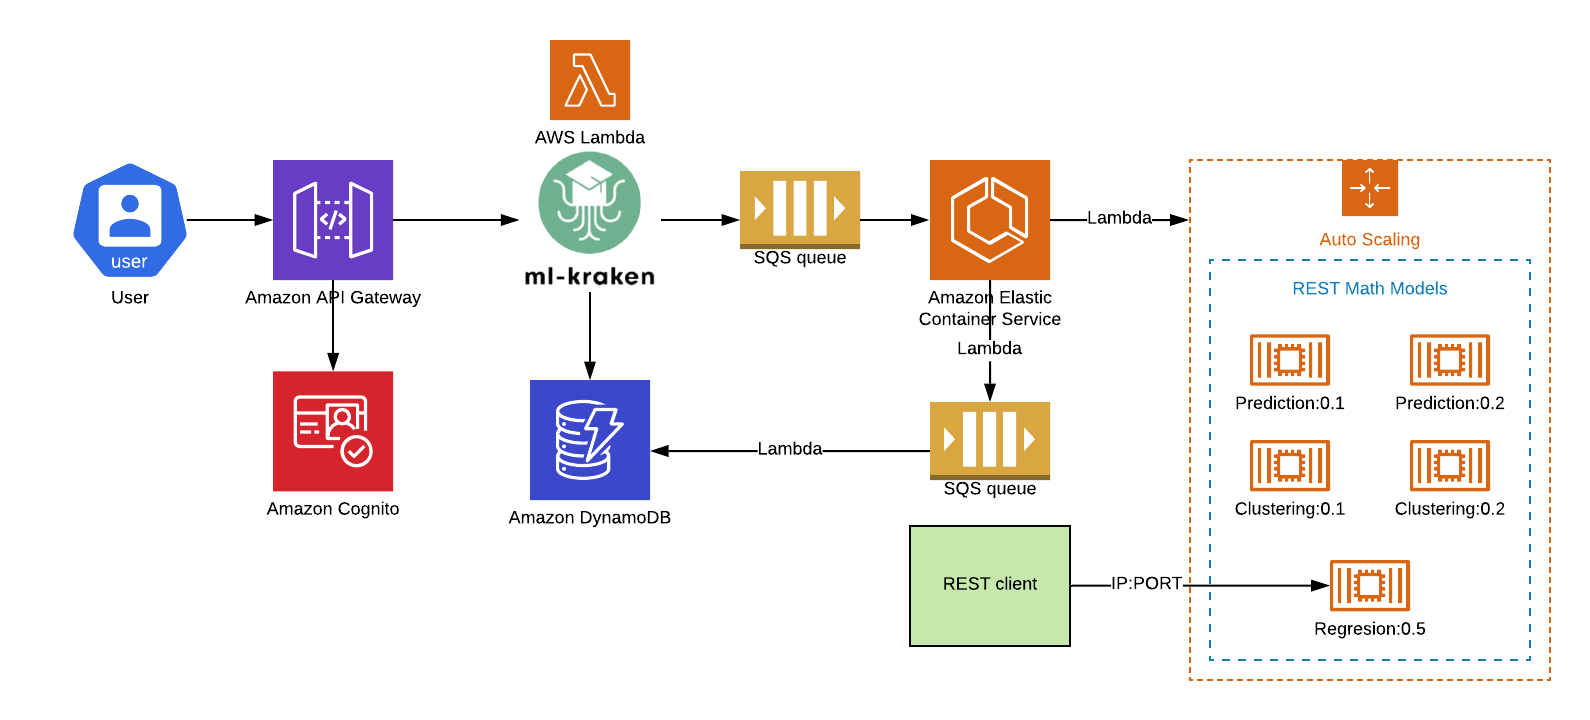 AWS Lambda
user
User
Amazon API Gateway
</>
ml-kraken
SQS queue
Amazon Elastic
Container Service
Lambda
Auto Scaling
REST Math Models
Lambda
Prediction:0.1
Prediction:0.2
Clustering:0.1
Clustering:0.2
Amazon Cognito
Amazon DynamoDB
Lambda
SQS queue
REST client
IP:PORT
Regresion:0.5